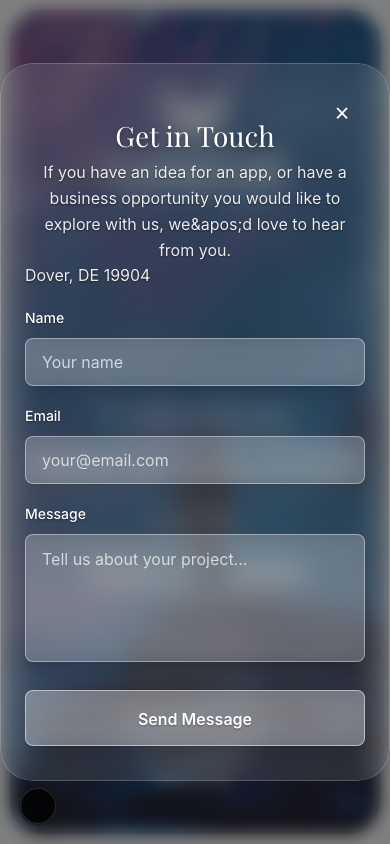 ×
Get in Touch
If you have an idea for an app, or have a
business opportunity you would like to
explore with us, we&apos;d love to hear
from you.
Dover, DE 19904
Name
Your name
Email
your@email.com
Message
Tell us about your project...
Send Message